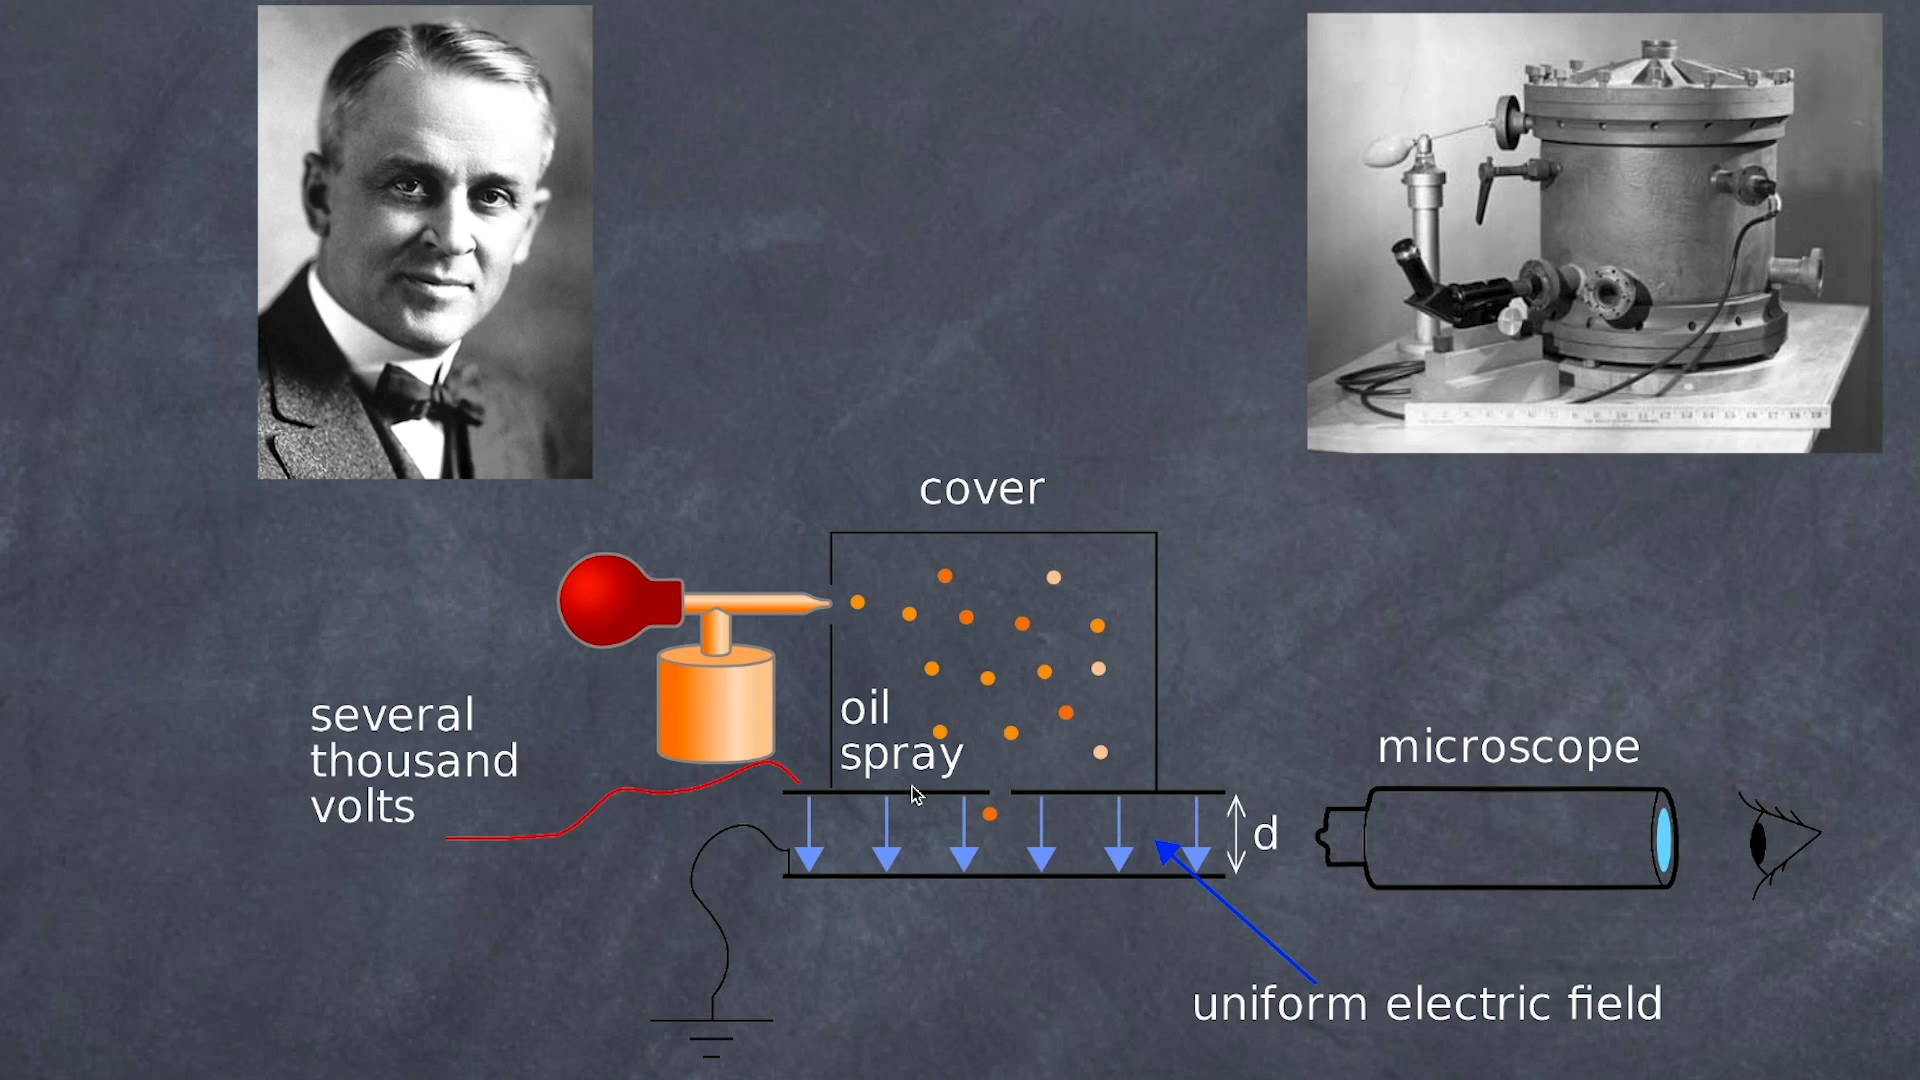 cover
oil
spray
several
thousand
volts
microscope
d
uniform electric field